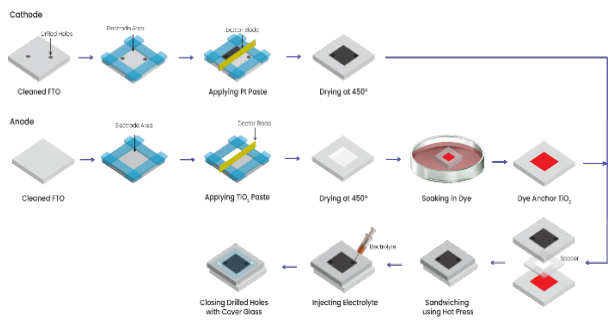 Cathode
Drilled Holes
Electrode Area
Doctor Blade
Cleaned FTO
Applying Pt Paste
Drying at 450°
Anode
Electrode Area
Doctor Blade
Cleaned FTO
Applying TiO₂ Paste
Drying at 450°
Soaking in Dye
Dye Anchor TiO₂
Electrolyte
Spacer
Closing Drilled Holes
with Cover Glass
Injecting Electrolyte
Sandwiching
using Hot Press